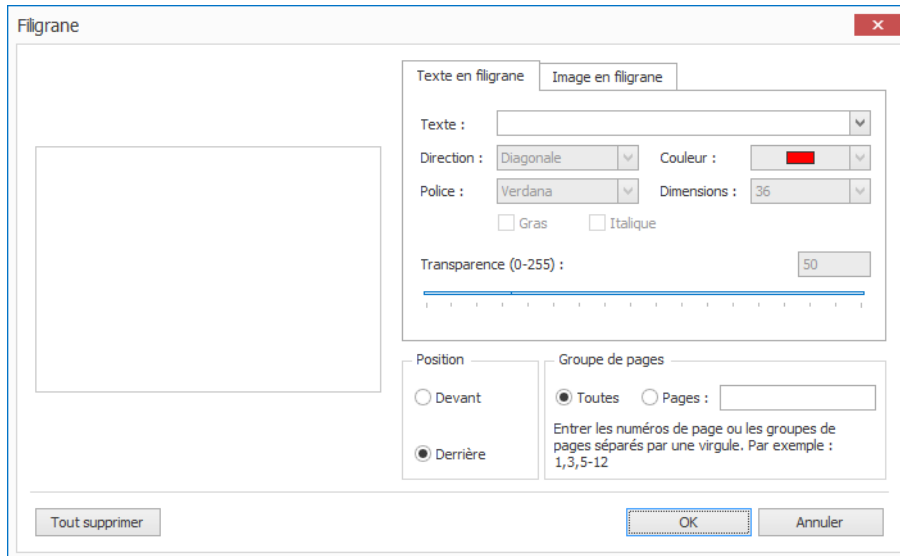 Filigrane
Texte en filigrane
Image en filigrane
Texte :
Direction :
Diagonale
Couleur :
Police :
Verdana
Dimensions :
36
Gras
Italique
Transparence (0-255) :
50
Position
Devant
Derrière
Groupe de pages
Toutes
Pages :
Entrer les numéros de page ou les groupes de
pages séparés par une virgule. Par exemple :
1,3,5-12
Tout supprimer
OK
Annuler